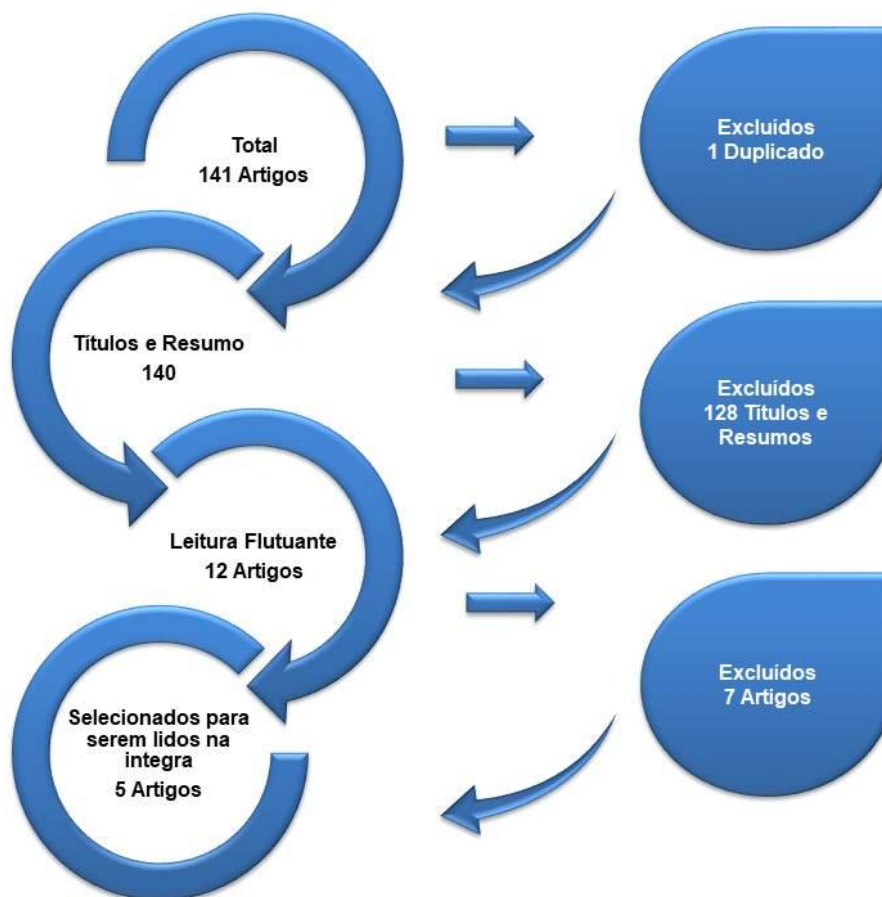 Total
141 Artigos
Excluídos
1 Duplicado
Títulos e Resumo
140
Excluídos
128 Títulos e
Resumos
Leitura Flutuante
12 Artigos
Excluídos
7 Artigos
Selecionados para
serem lidos na
integra
5 Artigos